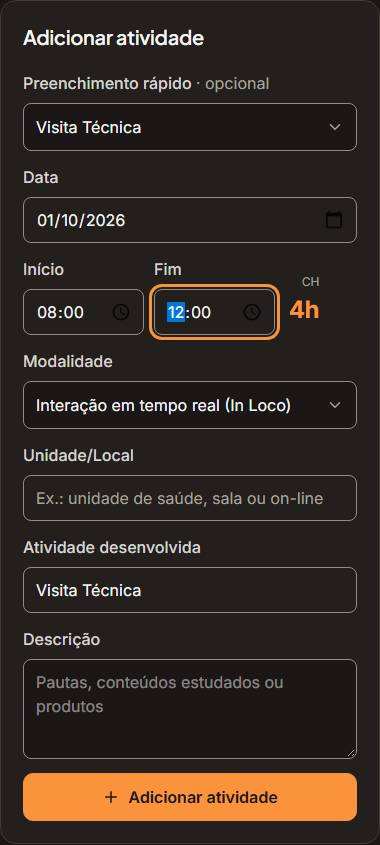 Adicionar atividade
Preenchimento rápido · opcional
Visita Técnica
Data
01/10/2026
Início
Fim
CH
08:00
12:00
4h
Modalidade
Interação em tempo real (In Loco)
Unidade/Local
Ex.: unidade de saúde, sala ou on-line
Atividade desenvolvida
Visita Técnica
Descrição
Pautas, conteúdos estudados ou
produtos
+ Adicionar atividade